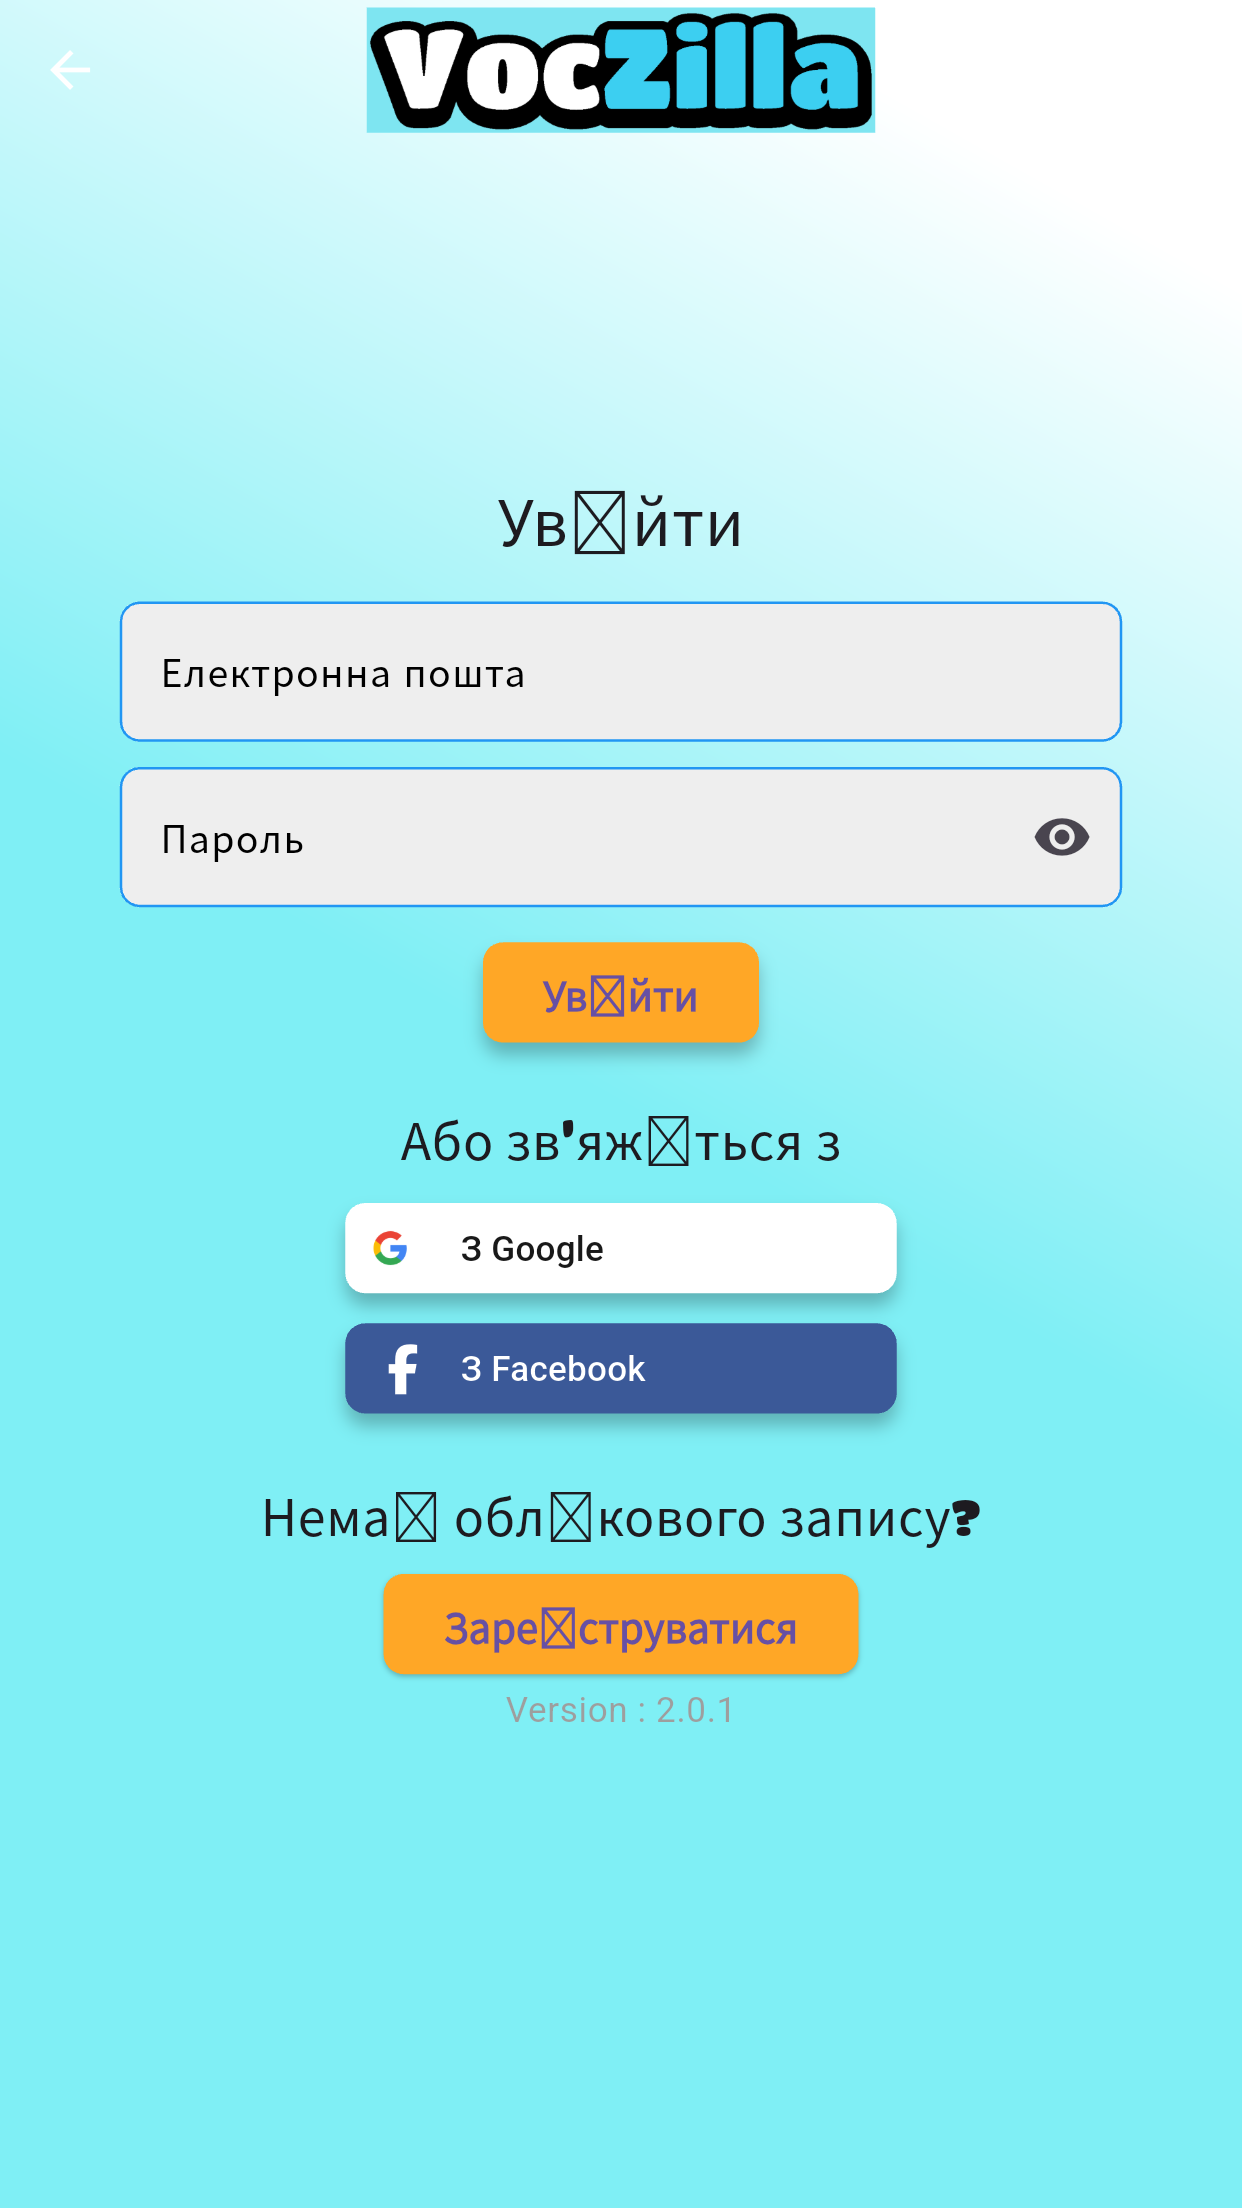 VocZilla
Ув☒йти
Електронна пошта
Пароль
Ув☒йти
Або зв'яж☒ться з
З Google
З Facebook
Нема☒ обл☒кового запису?
Заре☒струватися
Version : 2.0.1